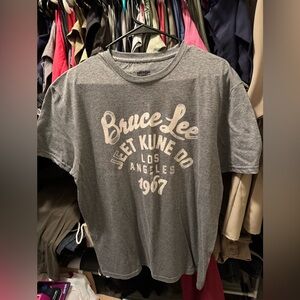 Bruce Lee
JEET KUNE DO
LOS
ANGELES
1967